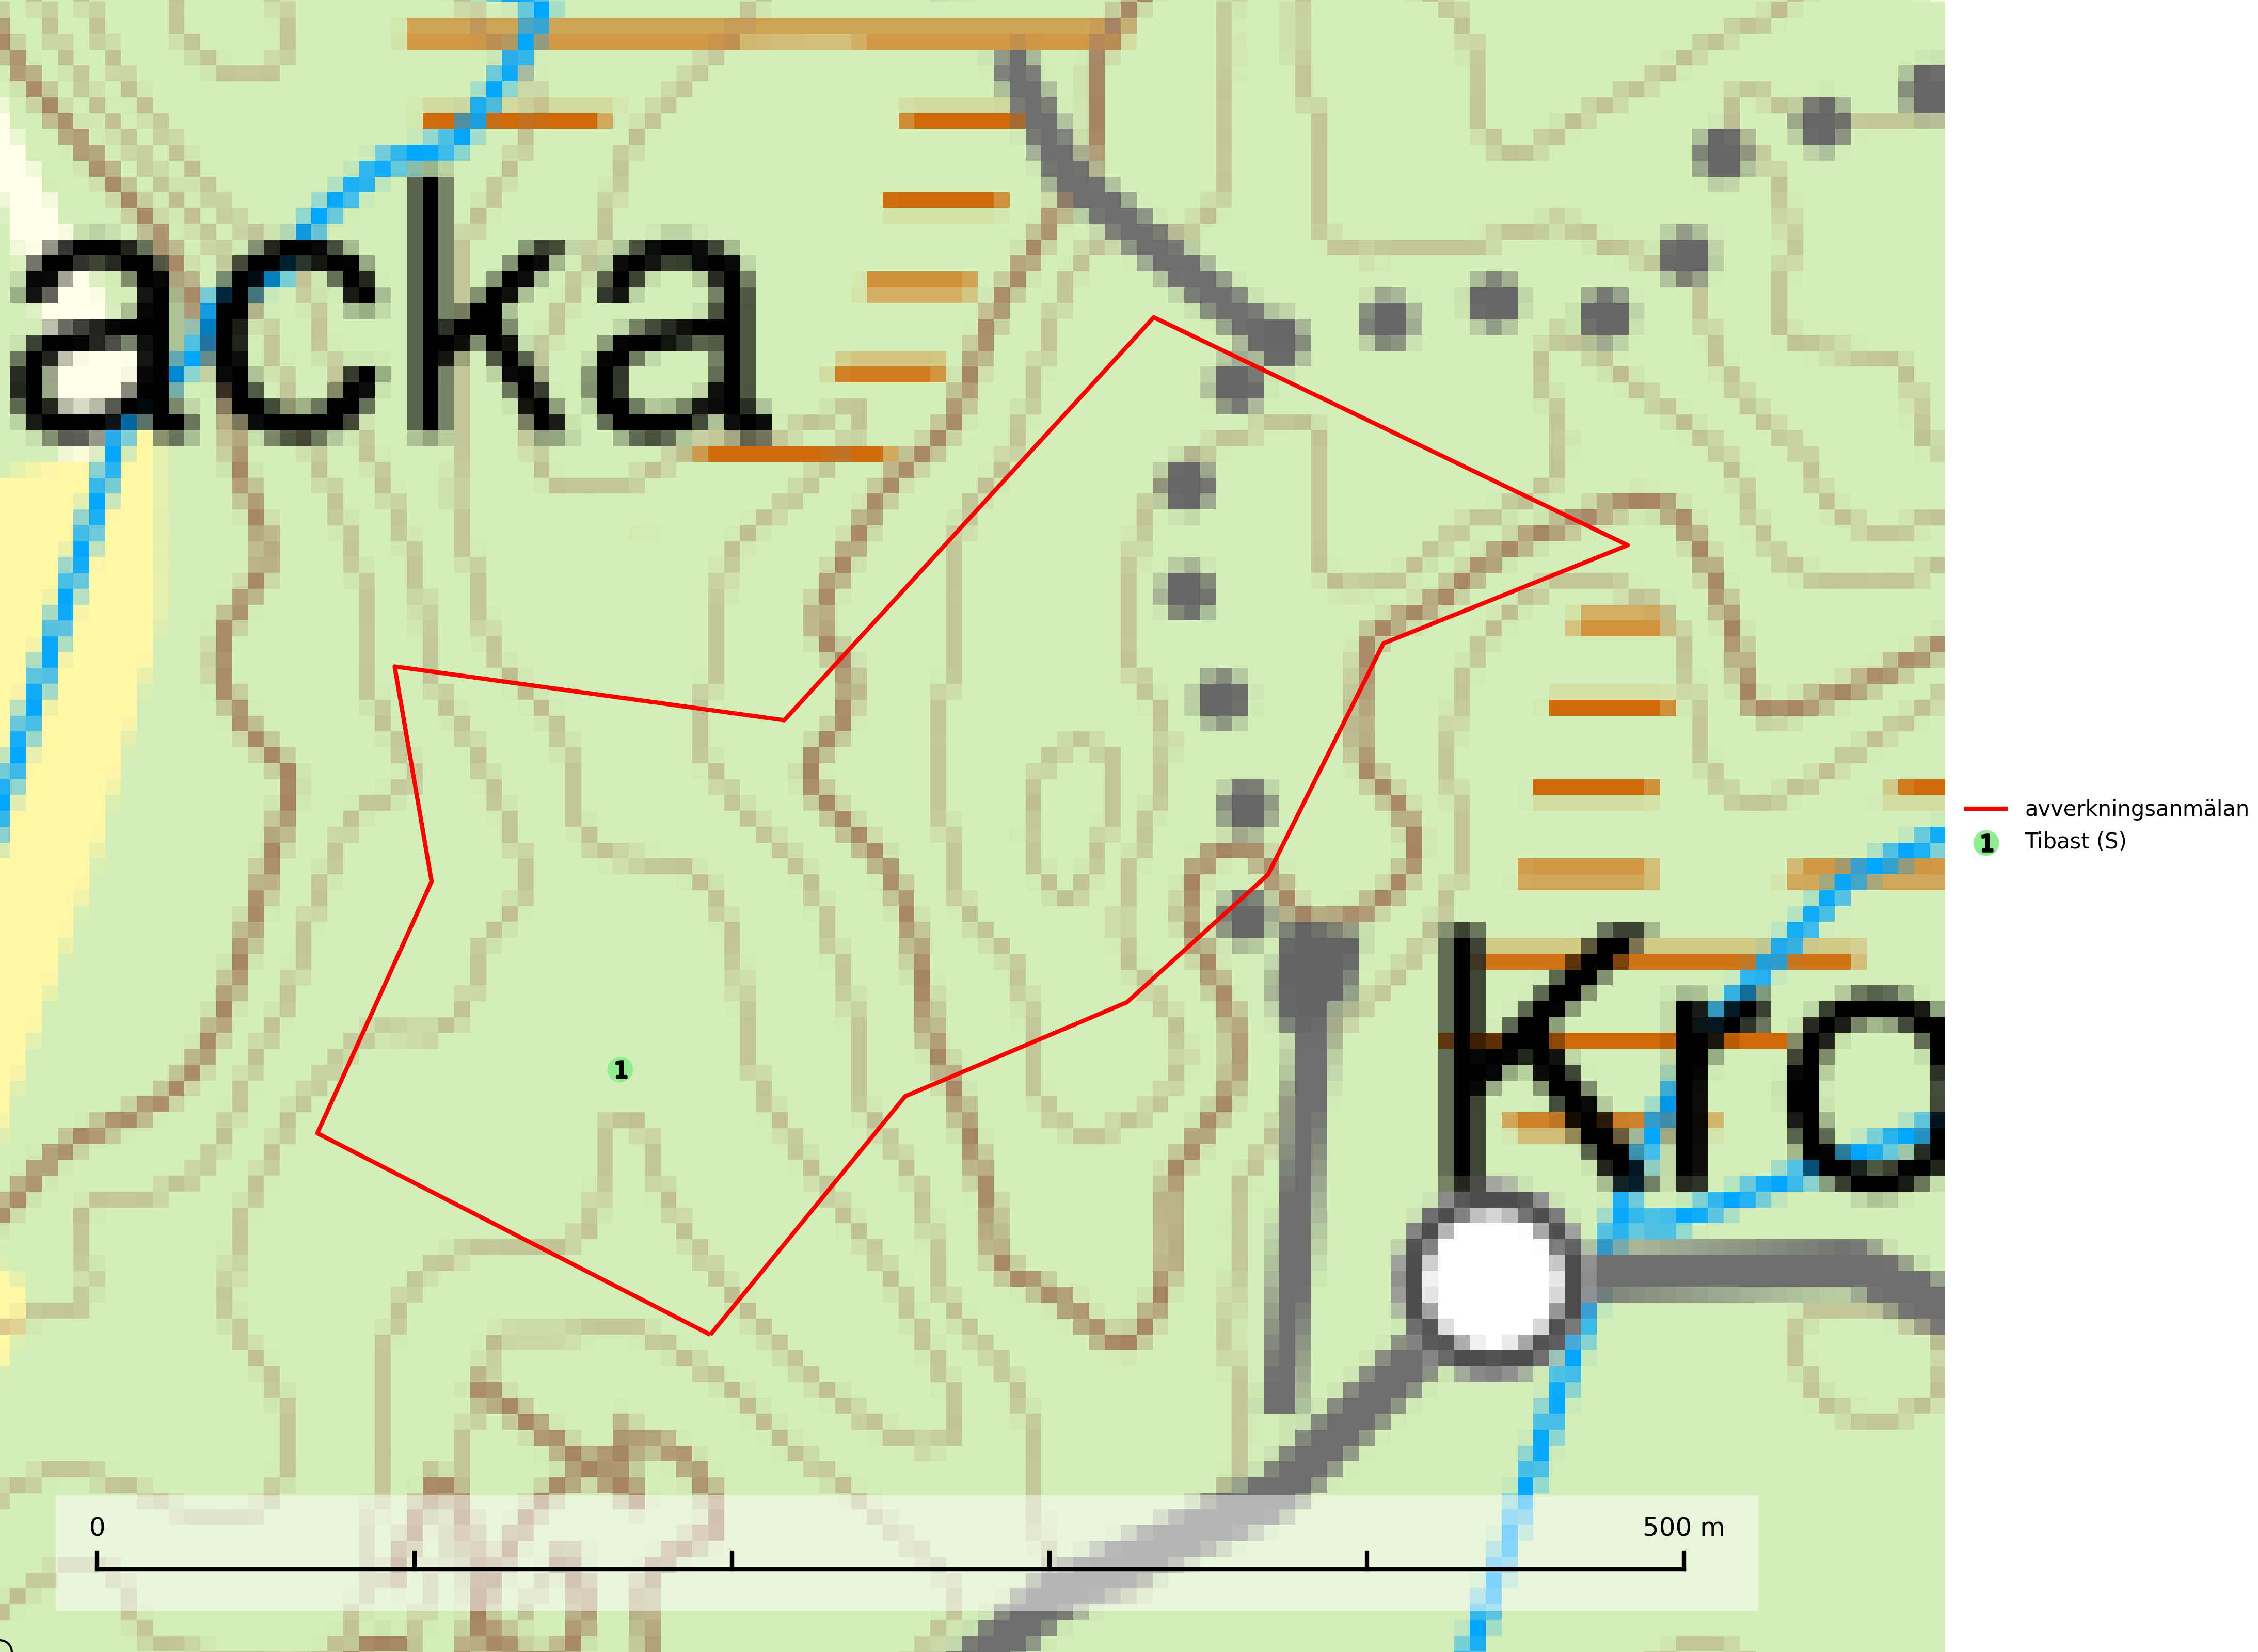 acka
avverkningsanmälan
1 Tibast (S)
Kro
1
0 500 m